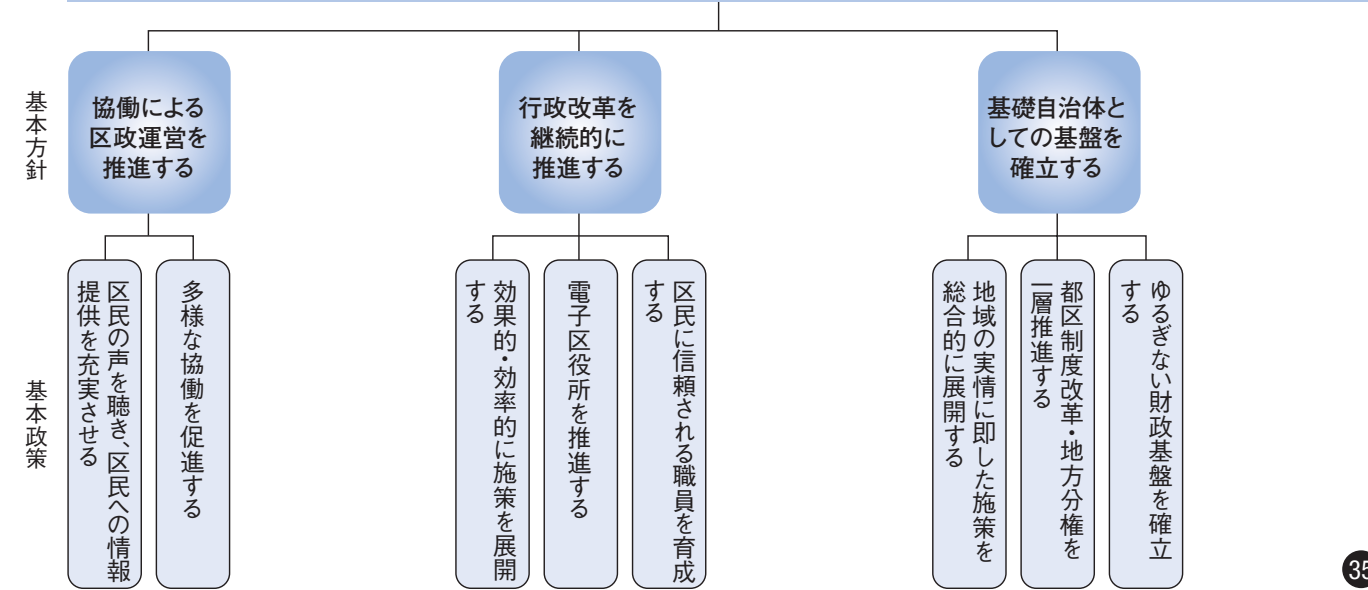 基本方針
協働による
区政運営を
推進する
行政改革を
継続的に
推進する
基礎自治体と
しての基盤を
確立する
基本政策
区民の声を聴き、区民への情報
提供を充実させる
多様な協働を促進する
効果的・効率的に施策を展開
する
電子区役所を推進する
区民に信頼される職員を育成
する
地域の実情に即した施策を
総合的に展開する
都区制度改革・地方分権を
一層推進する
ゆるぎない財政基盤を確立
する
35